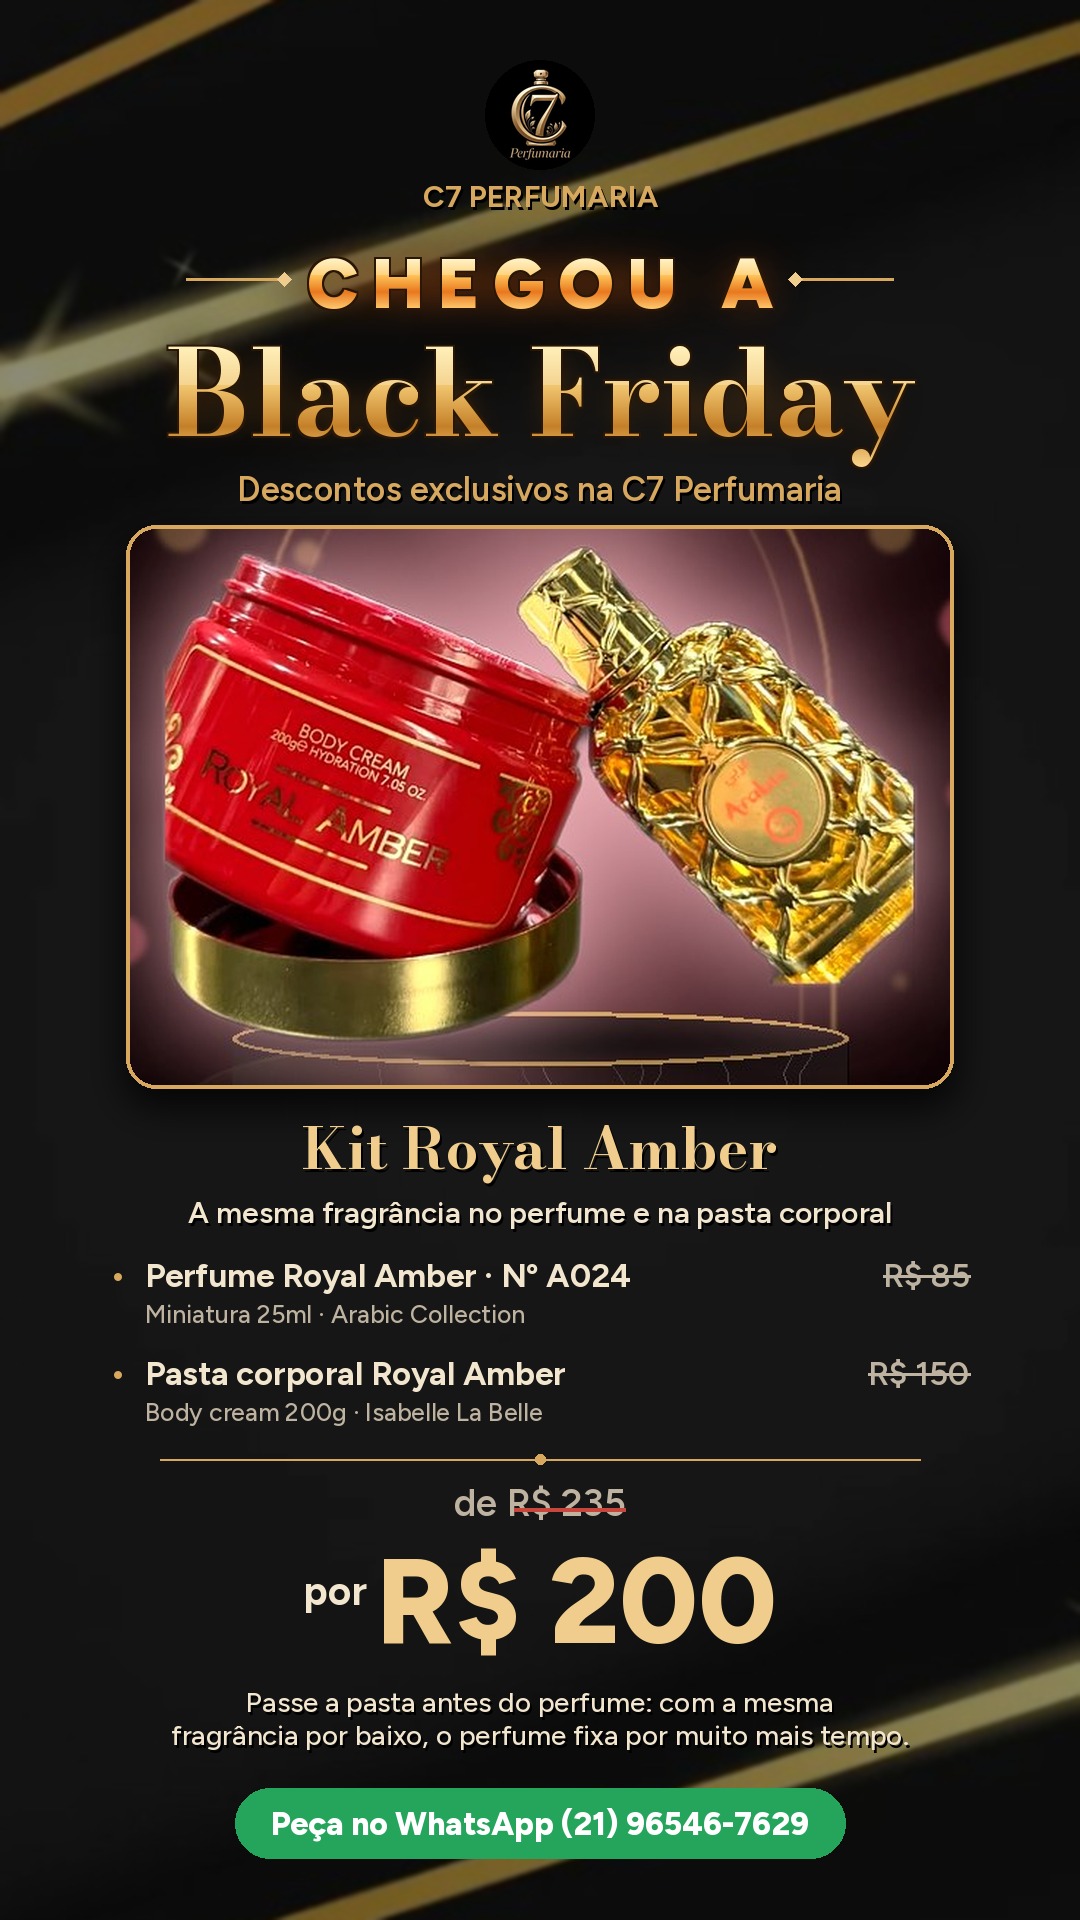 C7
Perfumaria
C7 PERFUMARIA
CHEGOU A
Black Friday
Descontos exclusivos na C7 Perfumaria
BODY CREAM
200g℮ HYDRATION 7.05 OZ.
ROYAL AMBER
Arabic
Kit Royal Amber
A mesma fragrância no perfume e na pasta corporal
• Perfume Royal Amber · Nº A024 R$ 85
Miniatura 25ml · Arabic Collection
• Pasta corporal Royal Amber R$ 150
Body cream 200g · Isabelle La Belle
de R$ 235
por R$ 200
Passe a pasta antes do perfume: com a mesma
fragrância por baixo, o perfume fixa por muito mais tempo.
Peça no WhatsApp (21) 96546-7629